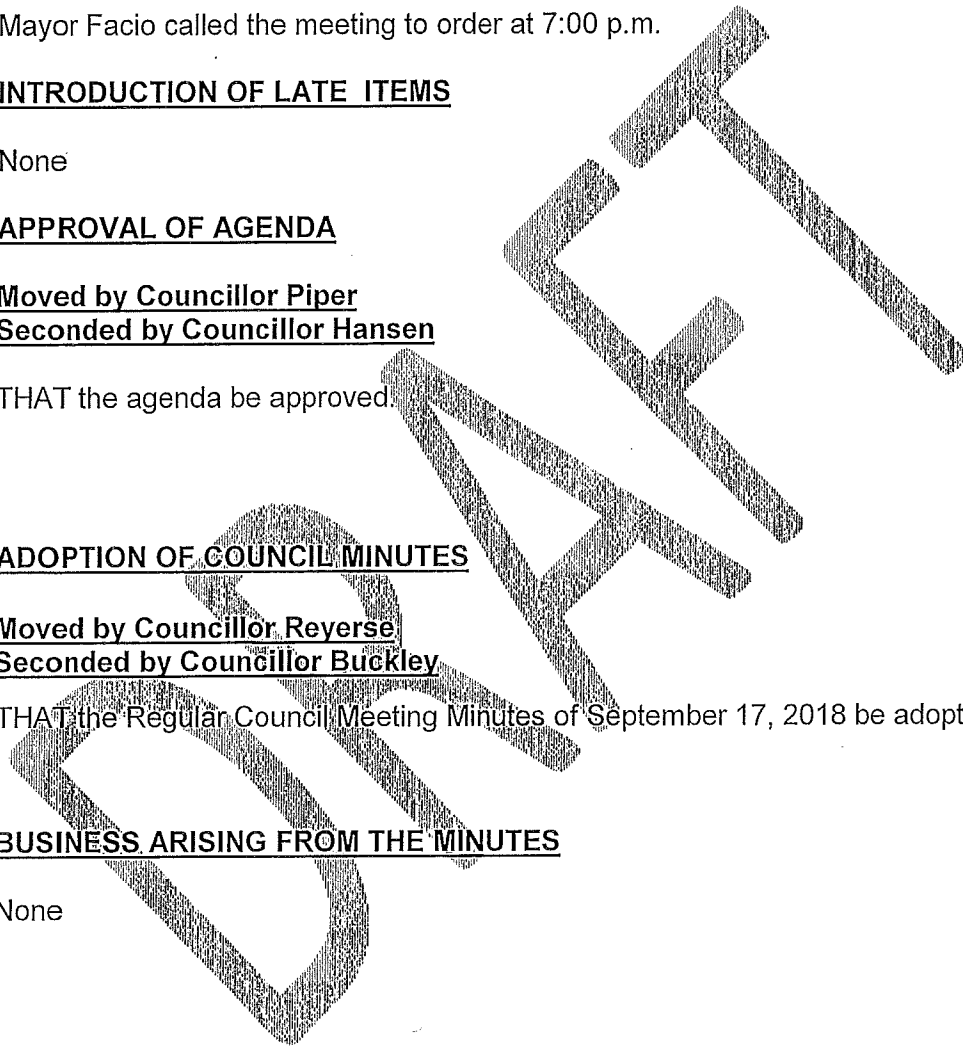 Mayor Facio called the meeting to order at 7:00 p.m.
INTRODUCTION OF LATE ITEMS
None
APPROVAL OF AGENDA
Moved by Councillor Piper
Seconded by Councillor Hansen
THAT the agenda be approved.
ADOPTION OF COUNCIL MINUTES
Moved by Councillor Reyerse
Seconded by Councillor Buckley
THAT the Regular Council Meeting Minutes of September 17, 2018 be adopt
BUSINESS ARISING FROM THE MINUTES
None
DRAFT